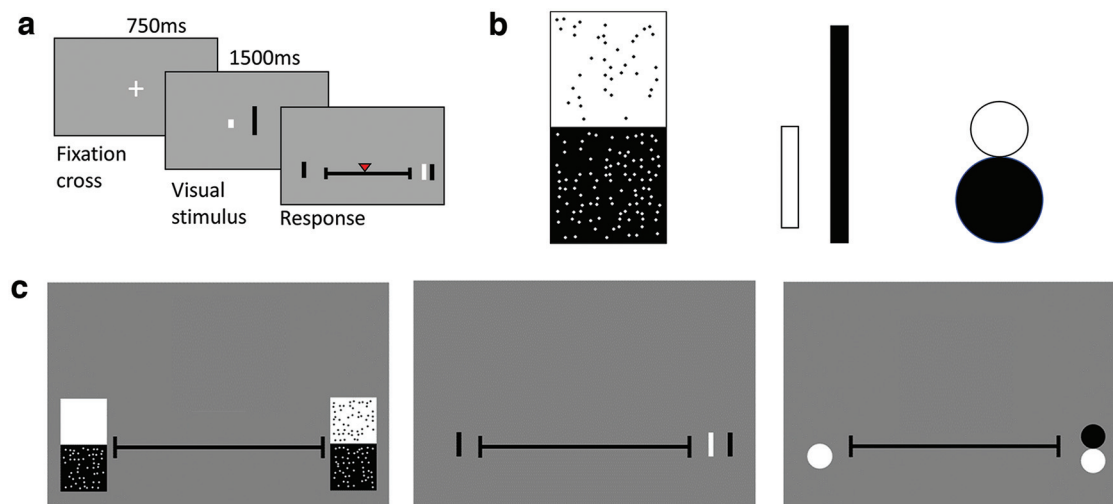 a
750ms
1500ms
Fixation
cross
Visual
stimulus
Response
b
c